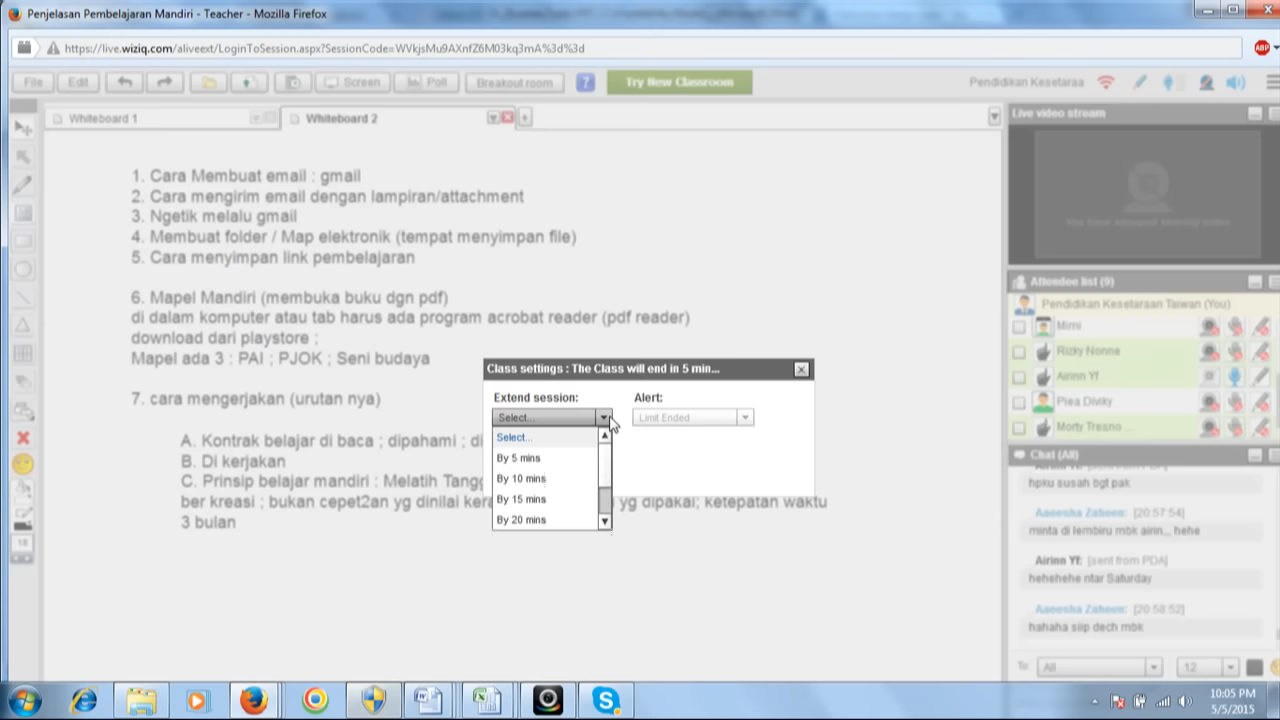 Penjelasan Pembelajaran Mandiri - Teacher - Mozilla Firefox
https://live.wiziq.com/aliveext/LoginToSession.aspx?SessionCode=WVkjsMu9AXnfZ6M03kq3mA%3d%3d
ABP
File Edit Screen Poll Breakout room ? Try New Classroom Pendidikan Kesetaraa
Whiteboard 1 Whiteboard 2
1. Cara Membuat email : gmail
2. Cara mengirim email dengan lampiran/attachment
3. Ngetik melalu gmail
4. Membuat folder / Map elektronik (tempat menyimpan file)
5. Cara menyimpan link pembelajaran
6. Mapel Mandiri (membuka buku dgn pdf)
di dalam komputer atau tab harus ada program acrobat reader (pdf reader)
download dari playstore ;
Mapel ada 3 : PAI ; PJOK ; Seni budaya
7. cara mengerjakan (urutan nya)
A. Kontrak belajar di baca ; dipahami ; di
B. Di kerjakan
C. Prinsip belajar mandiri : Melatih Tangg
ber kreasi ; bukan cepet2an yg dinilai kera yg dipakai; ketepatan waktu
3 bulan
Class settings : The Class will end in 5 min...
Extend session: Alert:
Select... Limit Ended
Select...
By 5 mins
By 10 mins
By 15 mins
By 20 mins
18
Live video stream
Attendee list (9)
Pendidikan Kesetaraan Taiwan (You)
Mimi
Rizky Nonne
Airinn Yf
Piea Diviky
Morty Tresno ..
Chat (All)
hpku susah bgt pak
Aaeesha Zaheen: [20:57:54]
minta di lembiru mbk airin,,, hehe
Airinn Yf: [sent from PDA]
hehehehe ntar Saturday
Aaeesha Zaheen: [20:58:52]
hahaha siip dech mbk
To: All 12
10:05 PM
5/5/2015